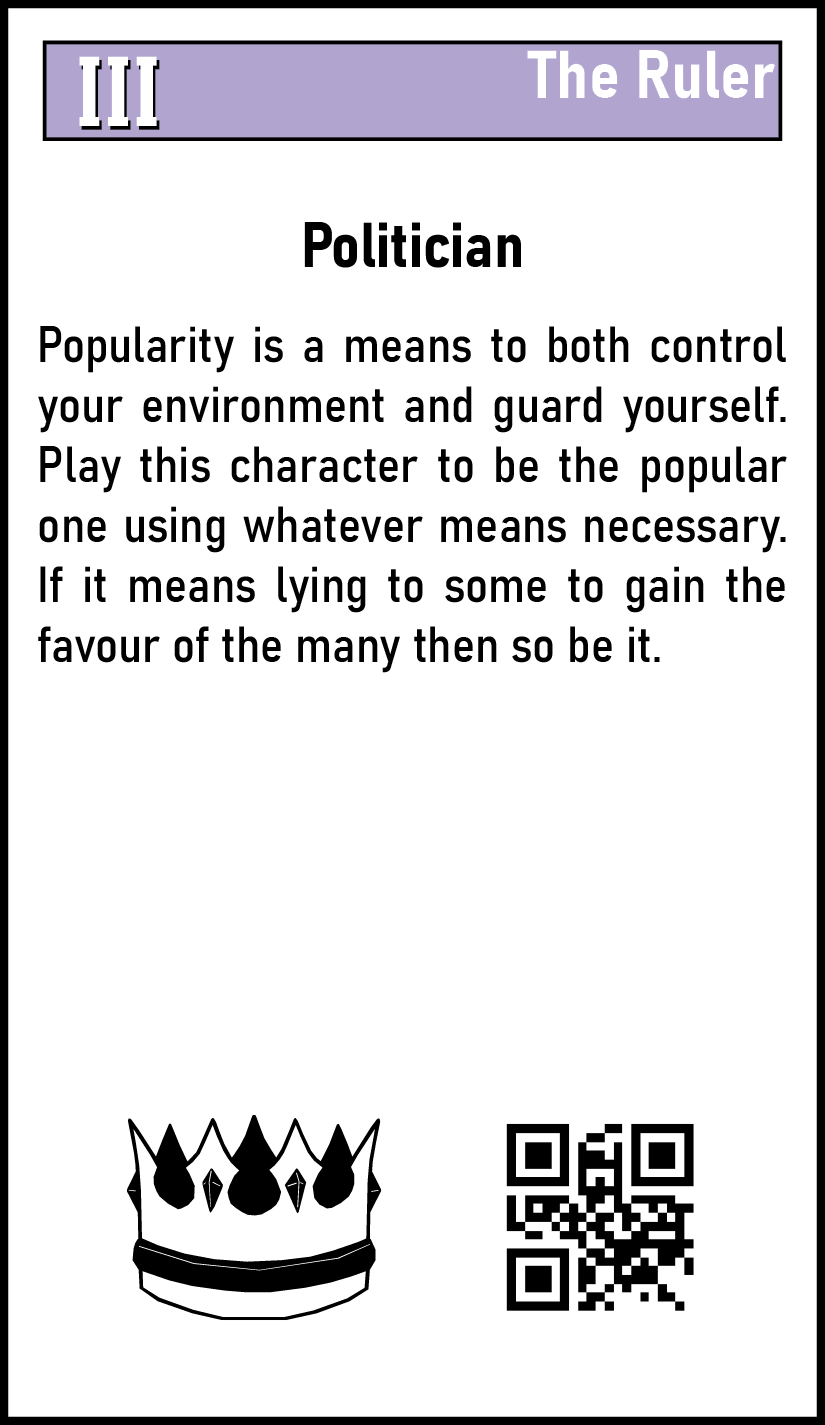 III
The Ruler
Politician
Popularity is a means to both control
your environment and guard yourself.
Play this character to be the popular
one using whatever means necessary.
If it means lying to some to gain the
favour of the many then so be it.